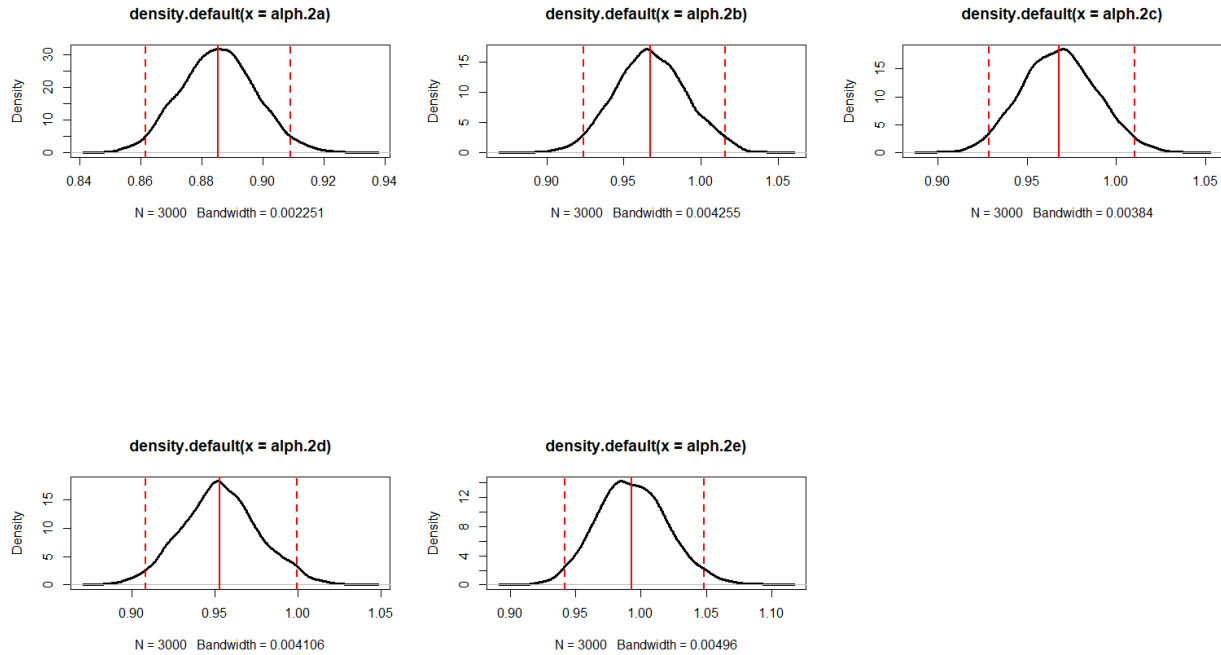 density.default(x = alph.2a)
Density
0 10 20 30
0.84 0.86 0.88 0.90 0.92 0.94
N = 3000 Bandwidth = 0.002251
density.default(x = alph.2b)
Density
0 5 10 15
0.90 0.95 1.00 1.05
N = 3000 Bandwidth = 0.004255
density.default(x = alph.2c)
Density
0 5 10 15
0.90 0.95 1.00 1.05
N = 3000 Bandwidth = 0.00384
density.default(x = alph.2d)
Density
0 5 10 15
0.90 0.95 1.00 1.05
N = 3000 Bandwidth = 0.004106
density.default(x = alph.2e)
Density
0 4 8 12
0.90 0.95 1.00 1.05 1.10
N = 3000 Bandwidth = 0.00496